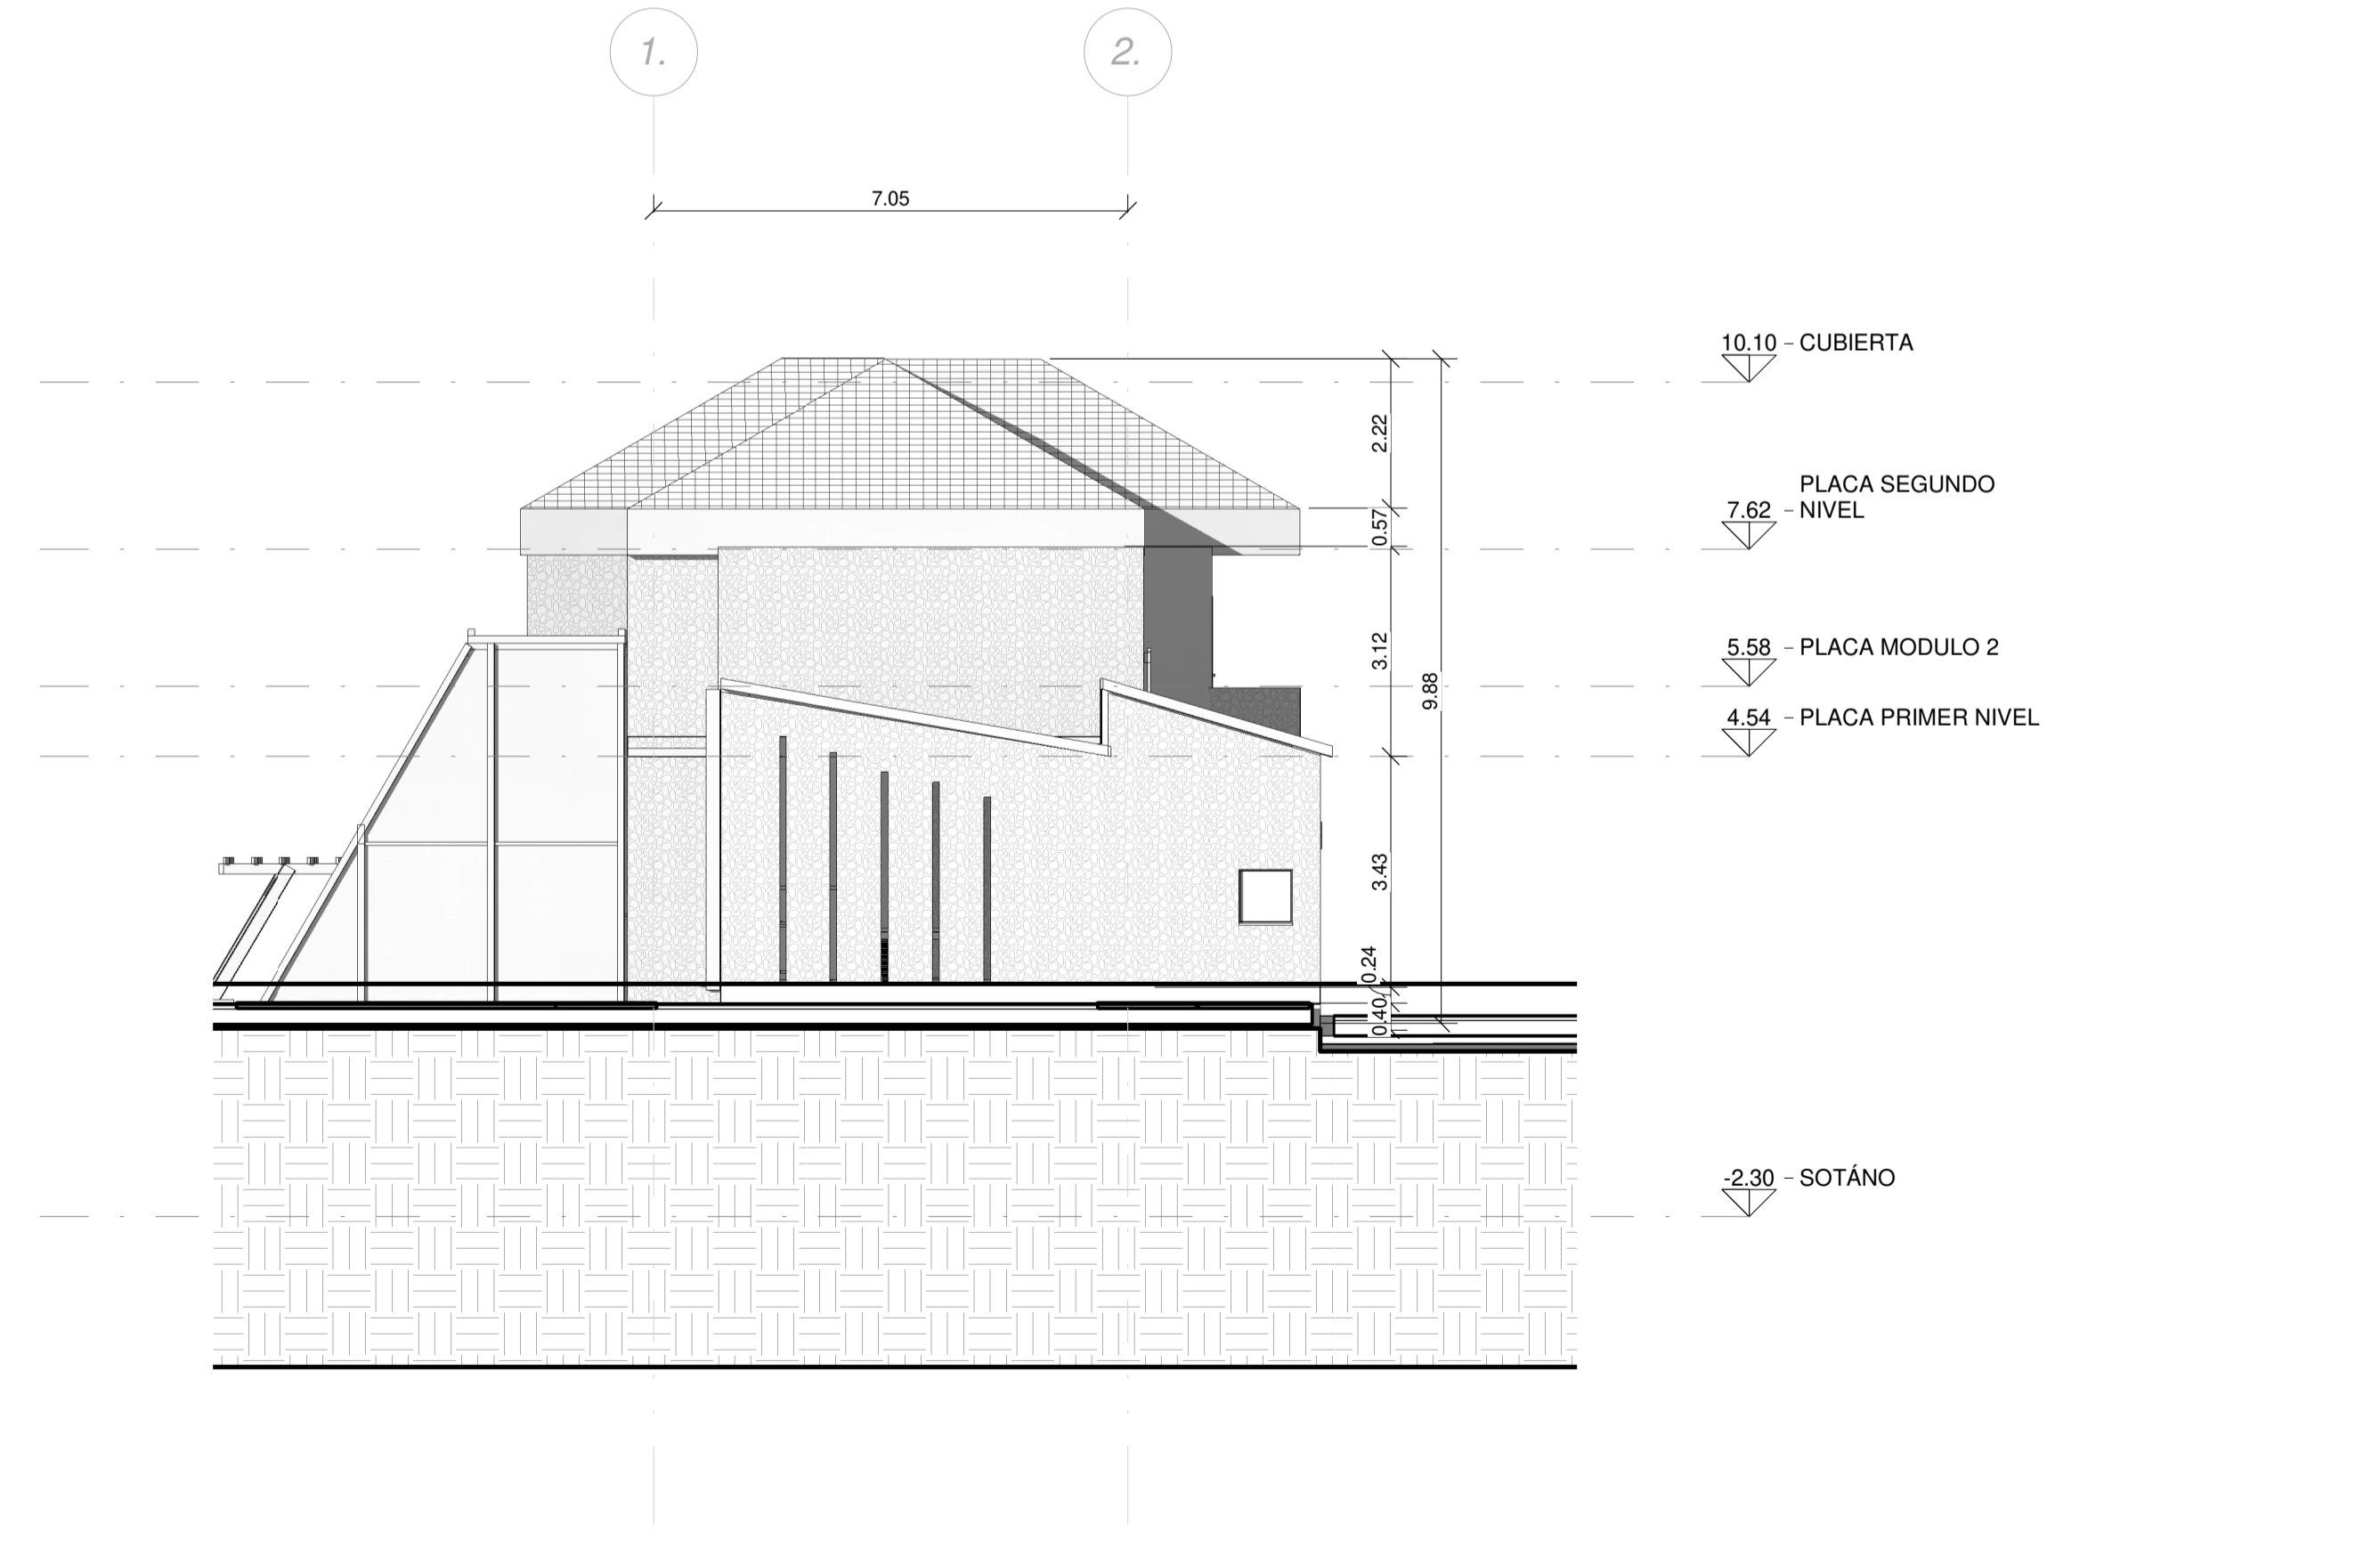 1.
2.
7.05
10.10 - CUBIERTA
2.22
PLACA SEGUNDO
7.62 - NIVEL
0.57
3.12
5.58 - PLACA MODULO 2
9.88
4.54 - PLACA PRIMER NIVEL
3.43
0.24
0.40
-2.30 - SOTÁNO